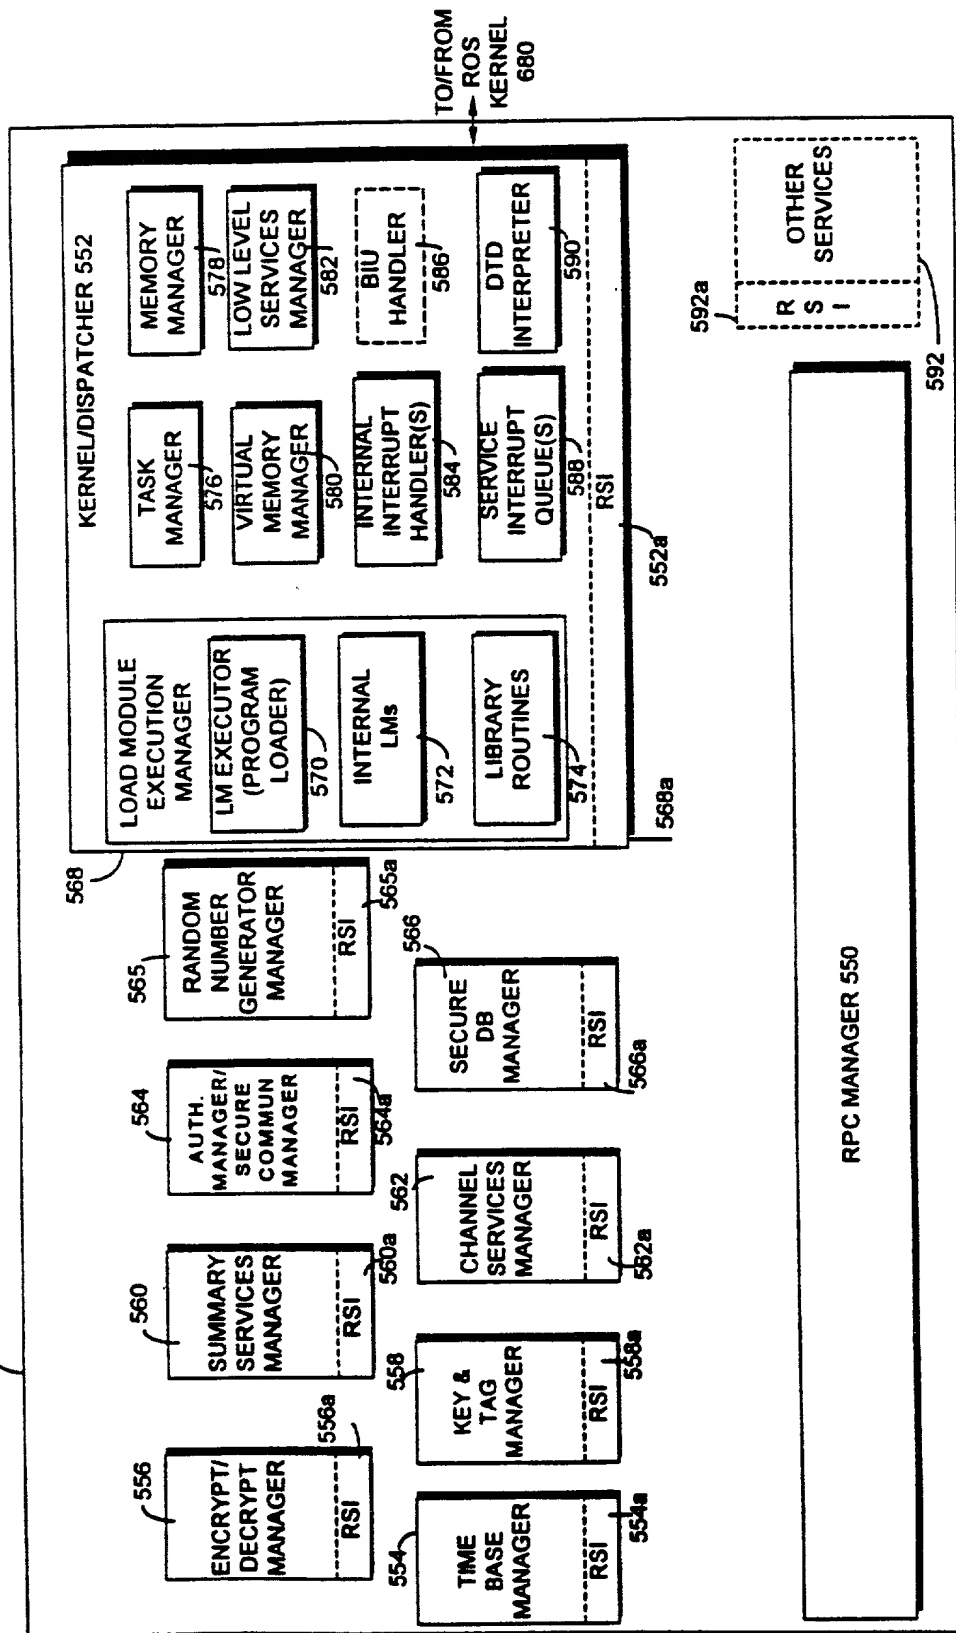 KERNEL/DISPATCHER 552
TO/FROM
ROS
KERNEL
680
568
LOAD MODULE
EXECUTION
MANAGER
LM EXECUTOR
(PROGRAM
LOADER)
570
INTERNAL
LMs
572
LIBRARY
ROUTINES
574
568a
TASK
MANAGER
576
MEMORY
MANAGER
578
VIRTUAL
MEMORY
MANAGER
580
LOW LEVEL
SERVICES
MANAGER
582
INTERNAL
INTERRUPT
HANDLER(S)
584
BIU
HANDLER
586
SERVICE
INTERRUPT
QUEUE(S)
588
DTD
INTERPRETER
590
RSI
552a
556
ENCRYPT/
DECRYPT
MANAGER
RSI
556a
560
SUMMARY
SERVICES
MANAGER
RSI
560a
564
AUTH.
MANAGER/
SECURE
COMMUN
MANAGER
RSI
564a
565
RANDOM
NUMBER
GENERATOR
MANAGER
RSI
565a
554
TIME
BASE
MANAGER
RSI
554a
558
KEY &
TAG
MANAGER
RSI
558a
562
CHANNEL
SERVICES
MANAGER
RSI
562a
566
SECURE
DB
MANAGER
RSI
566a
RPC MANAGER 550
592a
R
S
I
OTHER
SERVICES
592